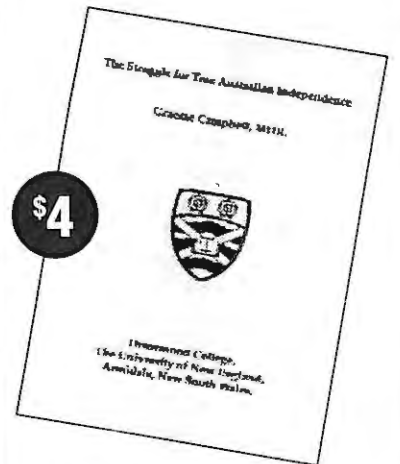 The Struggle for True Australian Independence
Graeme Campbell, MHR.
$4
Drummond College,
The University of New England,
Armidale, New South Wales.